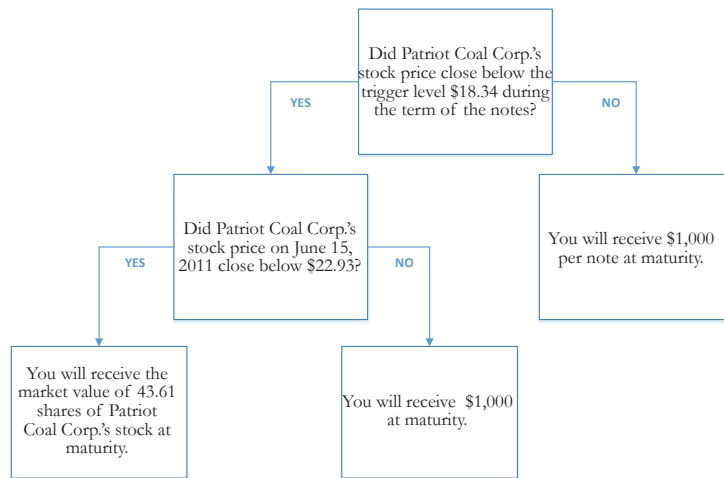 Did Patriot Coal Corp.'s
stock price close below the
trigger level $18.34 during
the term of the notes?
YES
NO
Did Patriot Coal Corp.'s
stock price on June 15,
2011 close below $22.93?
You will receive $1,000
per note at maturity.
YES
NO
You will receive the
market value of 43.61
shares of Patriot
Coal Corp.'s stock at
maturity.
You will receive $1,000
at maturity.